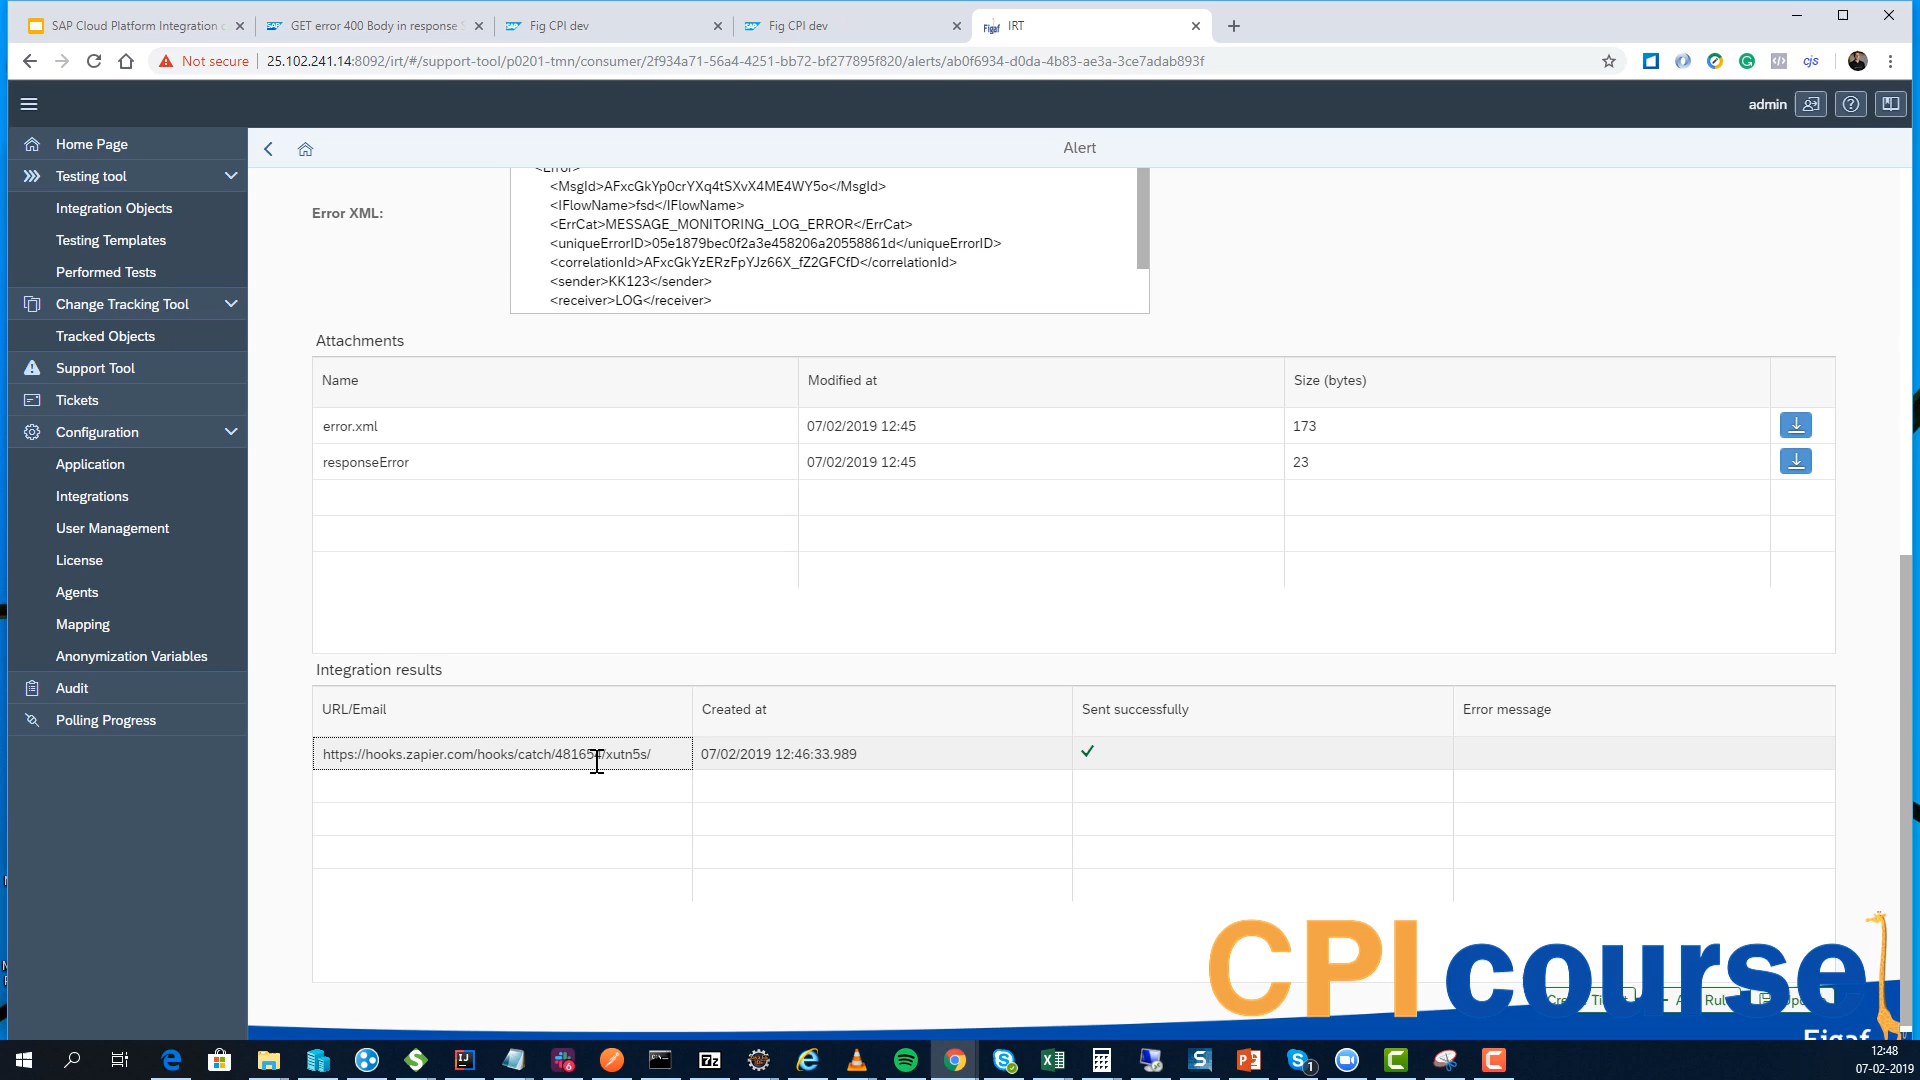 SAP Cloud Platform Integration c
GET error 400 Body in response
Fig CPI dev
Fig CPI dev
IRT
Not secure
25.102.241.14:8092/irt/#/support-tool/p0201-tmn/consumer/2f934a71-56a4-4251-bb72-bf277895f820/alerts/ab0f6934-d0da-4b83-ae3a-3ce7adab893f
cjs
admin
Home Page
Testing tool
Integration Objects
Testing Templates
Performed Tests
Change Tracking Tool
Tracked Objects
Support Tool
Tickets
Configuration
Application
Integrations
User Management
License
Agents
Mapping
Anonymization Variables
Audit
Polling Progress
Alert
Error XML:
<Error>
<MsgId>AFxcGkYp0crYXq4tSXvX4ME4WY5o</MsgId>
<IFlowName>fsd</IFlowName>
<ErrCat>MESSAGE_MONITORING_LOG_ERROR</ErrCat>
<uniqueErrorID>05e1879bec0f2a3e458206a20558861d</uniqueErrorID>
<correlationId>AFxcGkYzERzFpYJz66X_fZ2GFCfD</correlationId>
<sender>KK123</sender>
<receiver>LOG</receiver>
Attachments
Name Modified at Size (bytes)
error.xml 07/02/2019 12:45 173
responseError 07/02/2019 12:45 23
Integration results
URL/Email Created at Sent successfully Error message
https://hooks.zapier.com/hooks/catch/481654/xutn5s/ 07/02/2019 12:46:33.989
CPI course
Figaf
12:48
07-02-2019